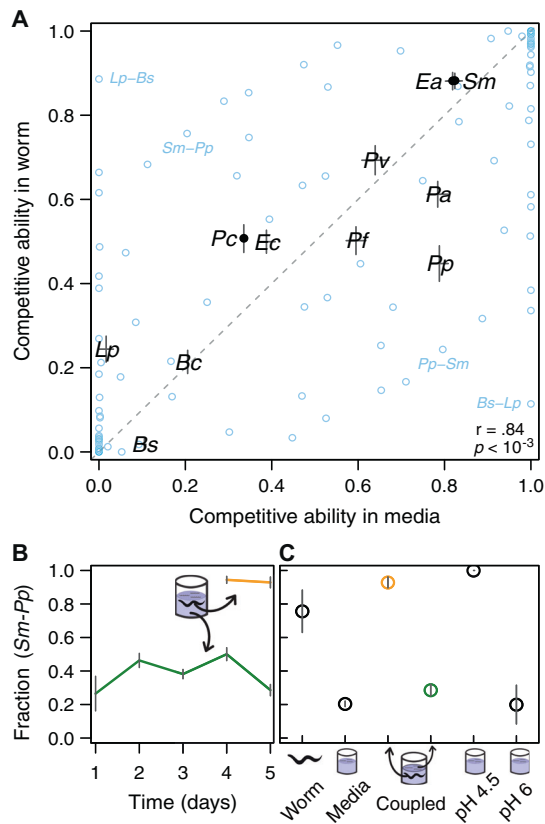 A
Competitive ability in worm
1.0
0.8
0.6
0.4
0.2
0.0
Lp–Bs
Sm–Pp
Ea
Sm
Pv
Pa
Pc
Ec
Pf
Pp
Lp
Bc
Pp–Sm
Bs–Lp
Bs
r = .84
p < 10⁻³
0.0 0.2 0.4 0.6 0.8 1.0
Competitive ability in media
B
Fraction (Sm-Pp)
1.0
0.8
0.6
0.4
0.2
0.0
1 2 3 4 5
Time (days)
C
Worm
Media
Coupled
pH 4.5
pH 6